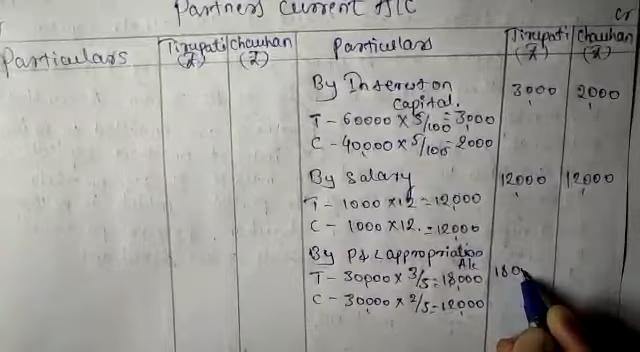 Partners Current A/C
Cr
Particulars Tirupati (₹) Chauhan (₹) Particulars Tirupati (₹) Chauhan (₹)
By Interest on Capital. 3000 2000
T - 60000 × 5/100 = 3000
C - 40000 × 5/100 = 2000
By Salary 12000 12000
T - 1000 × 12 = 12,000
C - 1000 × 12. = 12000
By P & L appropriation A/c
T - 30000 × 3/5 = 18,000 180
C - 30000 × 2/5 = 12000